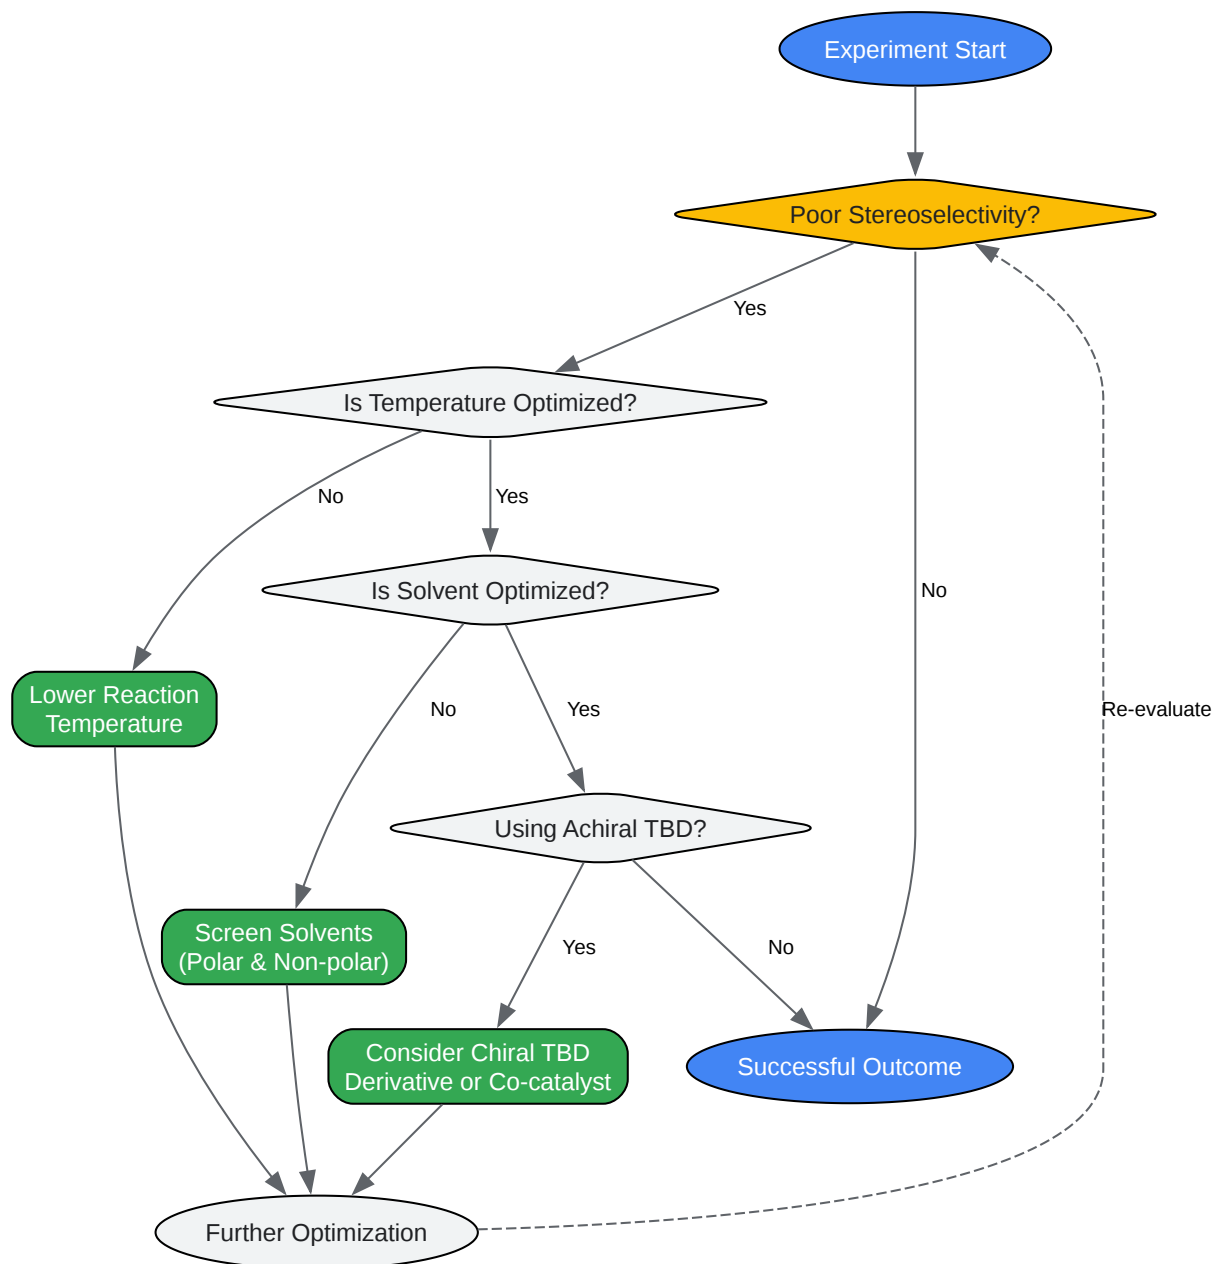 Experiment Start
Poor Stereoselectivity?
Yes
Is Temperature Optimized?
No
Yes
Is Solvent Optimized?
No
Lower Reaction
Temperature
No
Yes
Re-evaluate
Using Achiral TBD?
Screen Solvents
(Polar & Non-polar)
Yes
No
Consider Chiral TBD
Derivative or Co-catalyst
Successful Outcome
Further Optimization